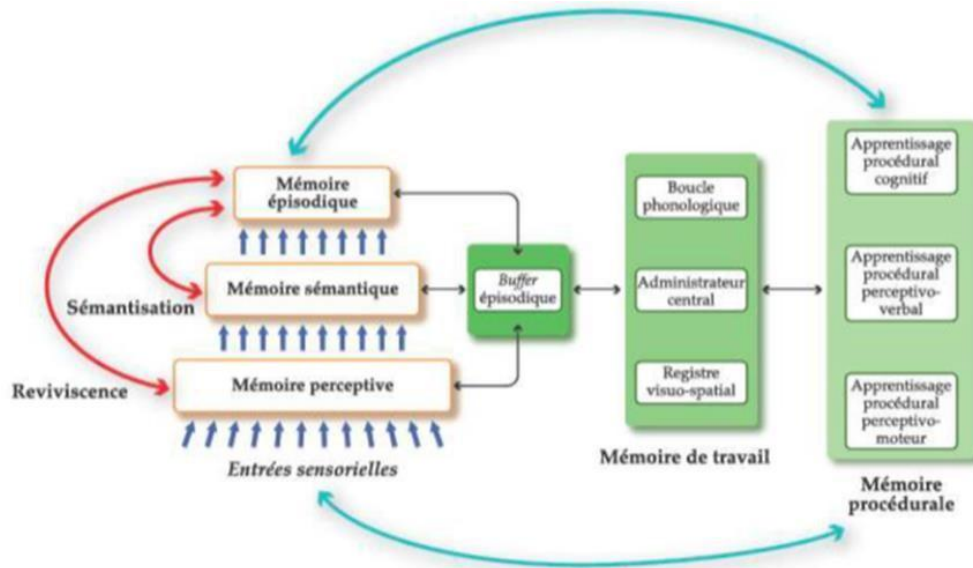 Mémoire
épisodique
Mémoire sémantique
Sémantisation
Mémoire perceptive
Reviviscence
Entrées sensorielles
Buffer
épisodique
Boucle
phonologique
Administrateur
central
Registre
visuo-spatial
Mémoire de travail
Apprentissage
procédural
cognitif
Apprentissage
procédural
perceptivo-
verbal
Apprentissage
procédural
perceptivo-
moteur
Mémoire
procédurale